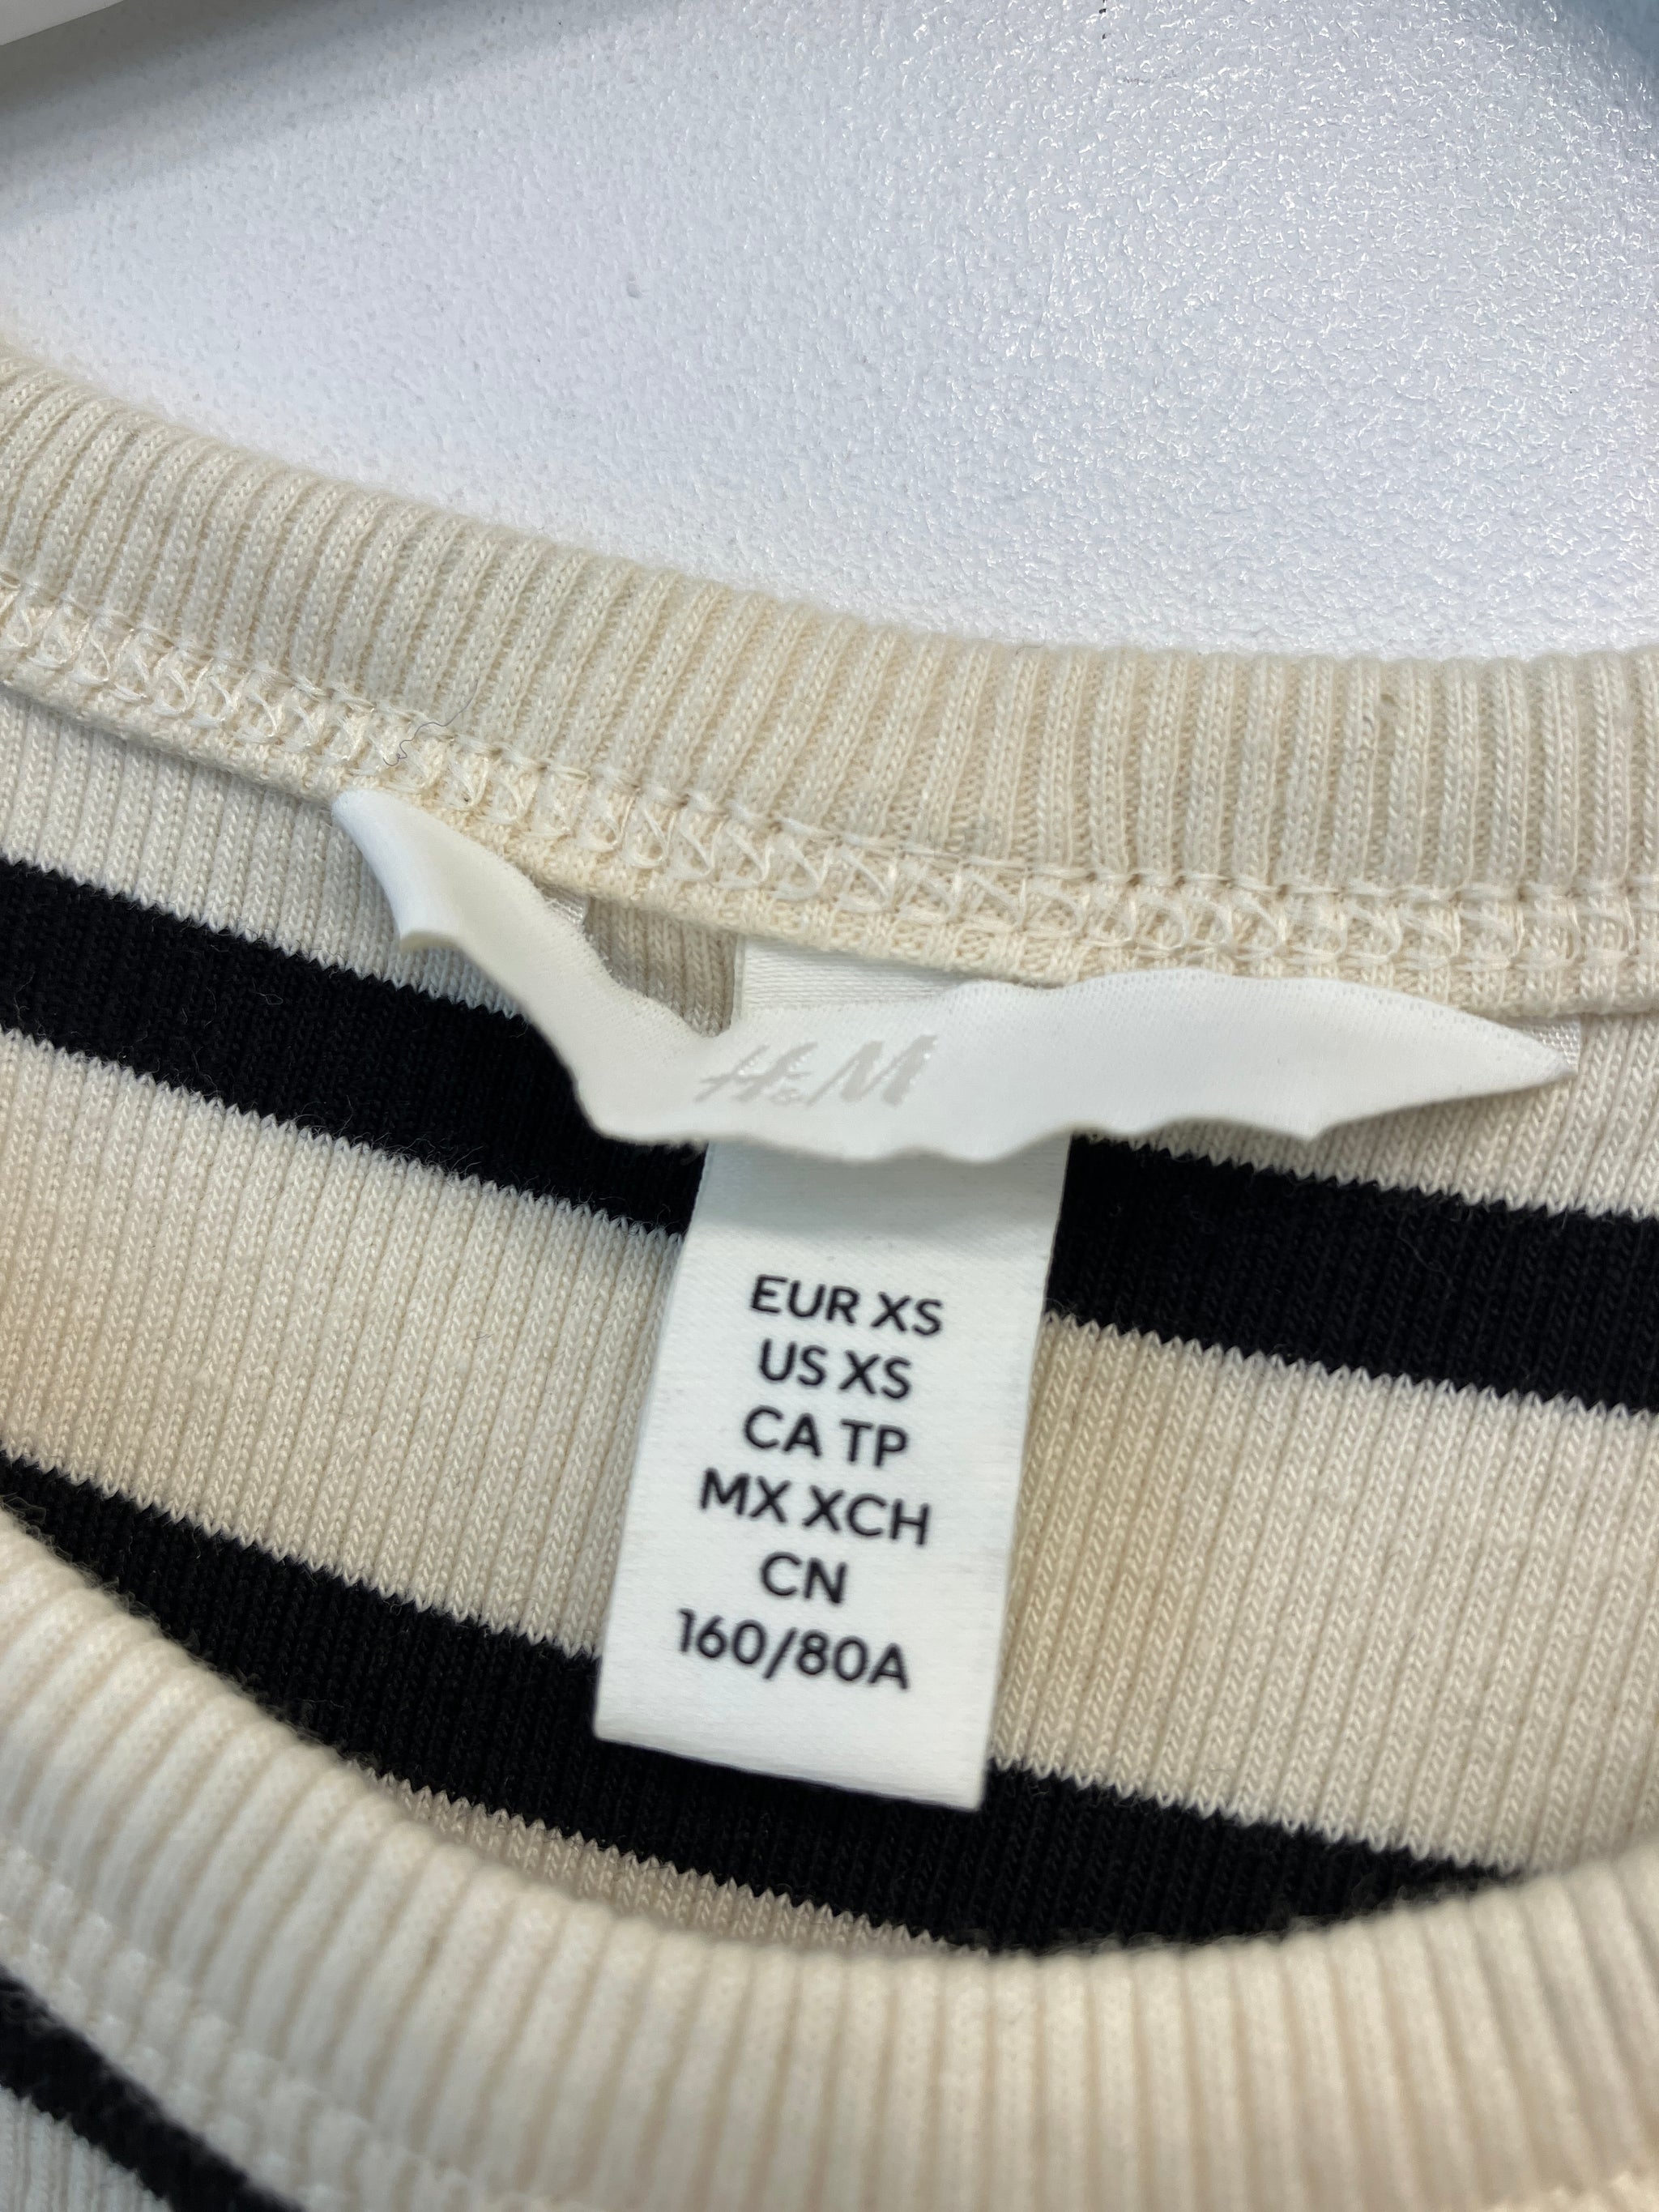 H&M
EUR XS
US XS
CA TP
MX XCH
CN
160/80A